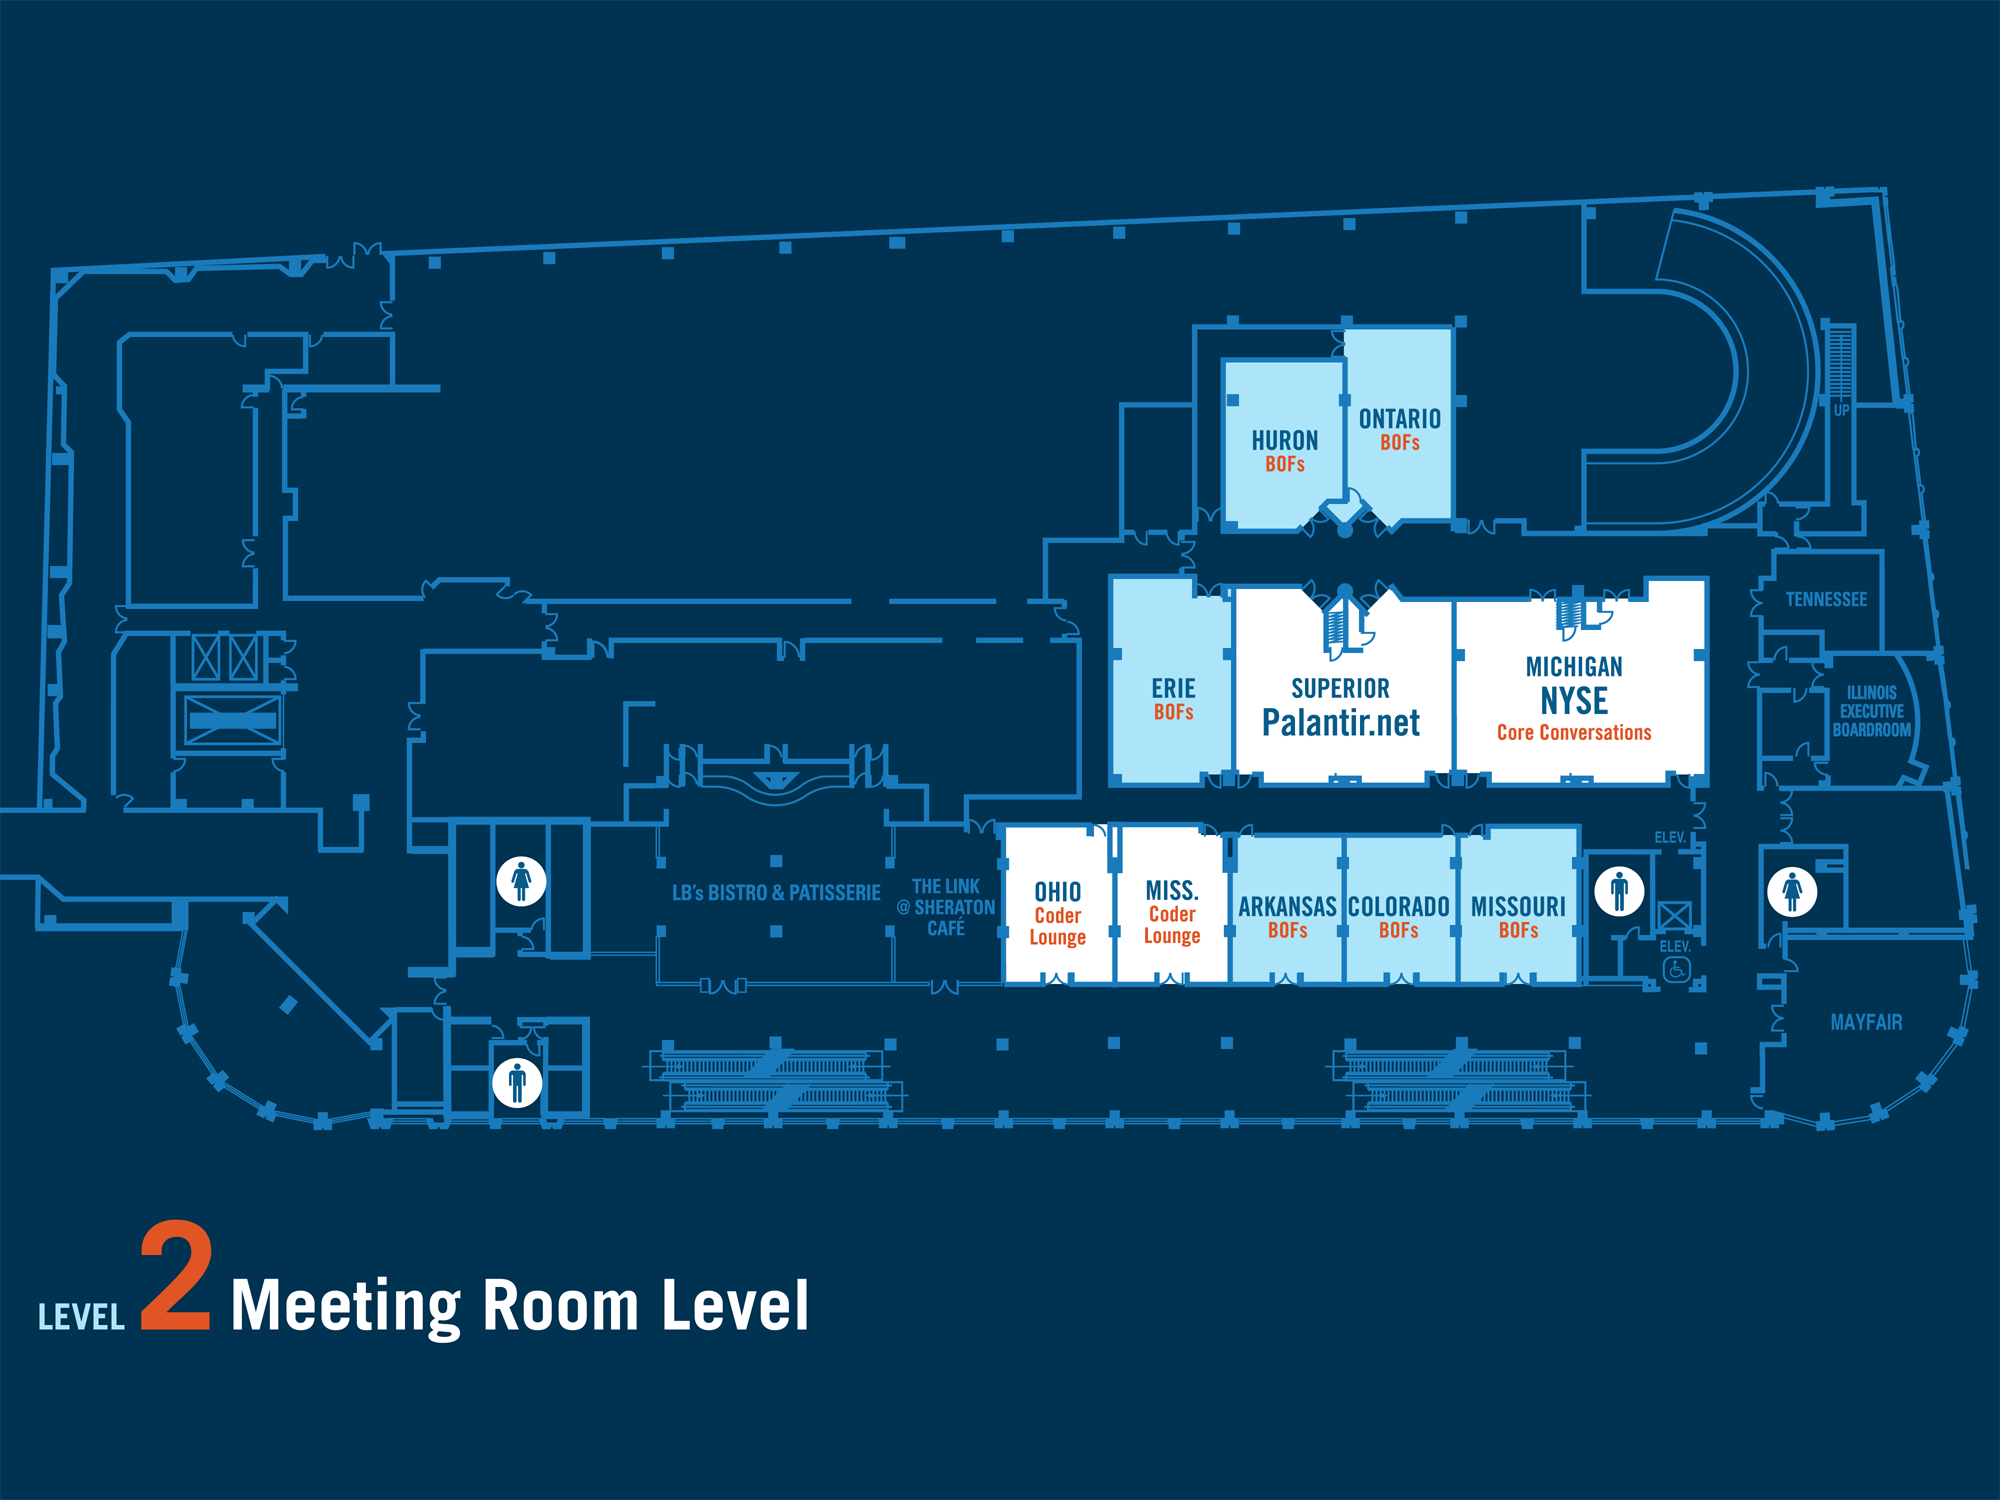 ONTARIO
BOFs
HURON
BOFs
UP
TENNESSEE
ERIE
BOFs
SUPERIOR
Palantir.net
MICHIGAN
NYSE
Core Conversations
ILLINOIS
EXECUTIVE
BOARDROOM
LB's BISTRO & PATISSERIE
THE LINK
@ SHERATON
CAFÉ
OHIO
Coder
Lounge
MISS.
Coder
Lounge
ARKANSAS
BOFs
COLORADO
BOFs
MISSOURI
BOFs
ELEV.
ELEV.
MAYFAIR
LEVEL 2 Meeting Room Level